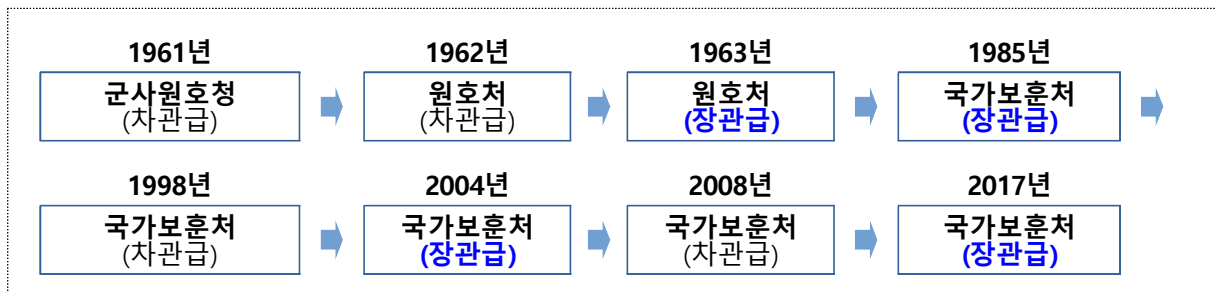 1961년 1962년 1963년 1985년
군사원호청 원호처 원호처 국가보훈처
(차관급) (차관급) (장관급) (장관급)
1998년 2004년 2008년 2017년
국가보훈처 국가보훈처 국가보훈처 국가보훈처
(차관급) (장관급) (차관급) (장관급)